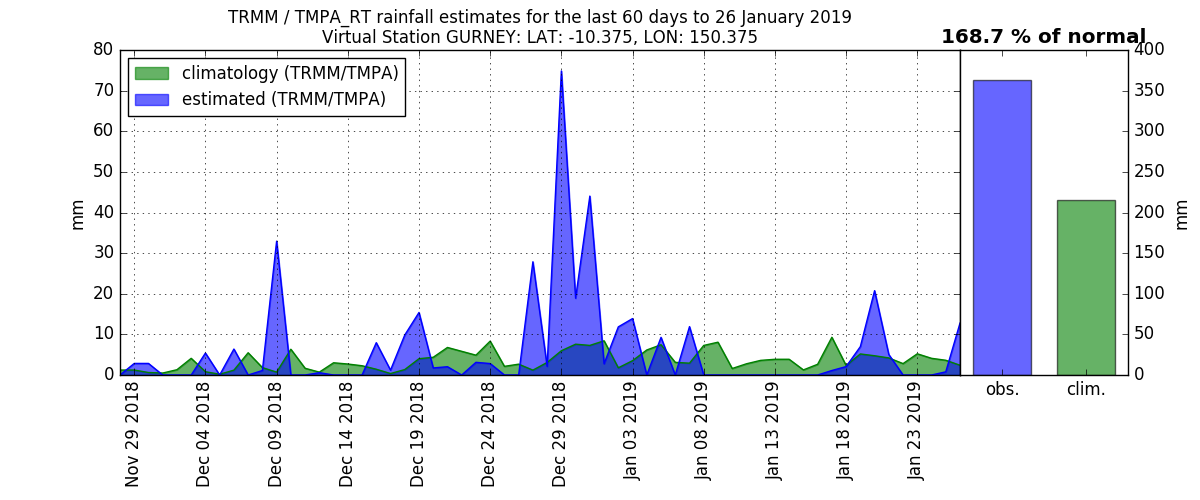 TRMM / TMPA_RT rainfall estimates for the last 60 days to 26 January 2019
Virtual Station GURNEY: LAT: -10.375, LON: 150.375
168.7 % of normal
climatology (TRMM/TMPA)
estimated (TRMM/TMPA)
80
70
60
50
40
30
20
10
0
mm
400
350
300
250
200
150
100
50
0
mm
Nov 29 2018
Dec 04 2018
Dec 09 2018
Dec 14 2018
Dec 19 2018
Dec 24 2018
Dec 29 2018
Jan 03 2019
Jan 08 2019
Jan 13 2019
Jan 18 2019
Jan 23 2019
obs.
clim.